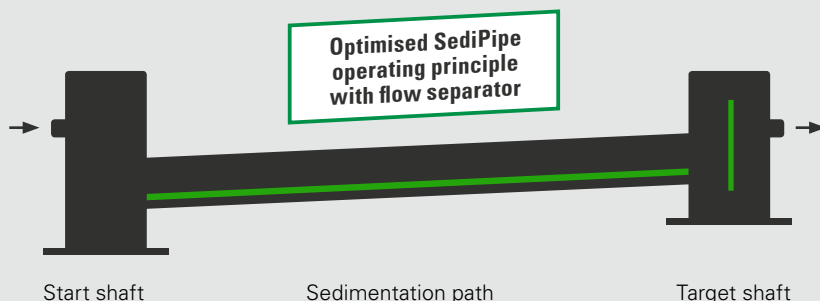 Optimised SediPipe
operating principle
with flow separator
Start shaft
Sedimentation path
Target shaft